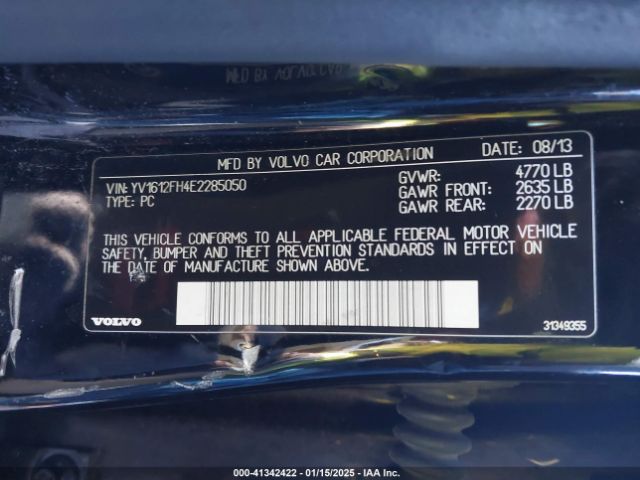 MFD BY VOLVO CAR CORPORATION DATE: 08/13
VIN: YV1612FH4E2285050
TYPE: PC
GVWR: 4770 LB
GAWR FRONT: 2635 LB
GAWR REAR: 2270 LB
THIS VEHICLE CONFORMS TO ALL APPLICABLE FEDERAL MOTOR VEHICLE
SAFETY, BUMPER AND THEFT PREVENTION STANDARDS IN EFFECT ON
THE DATE OF MANUFACTURE SHOWN ABOVE.
VOLVO
31349355
000-41342422 - 01/15/2025 - IAA Inc.